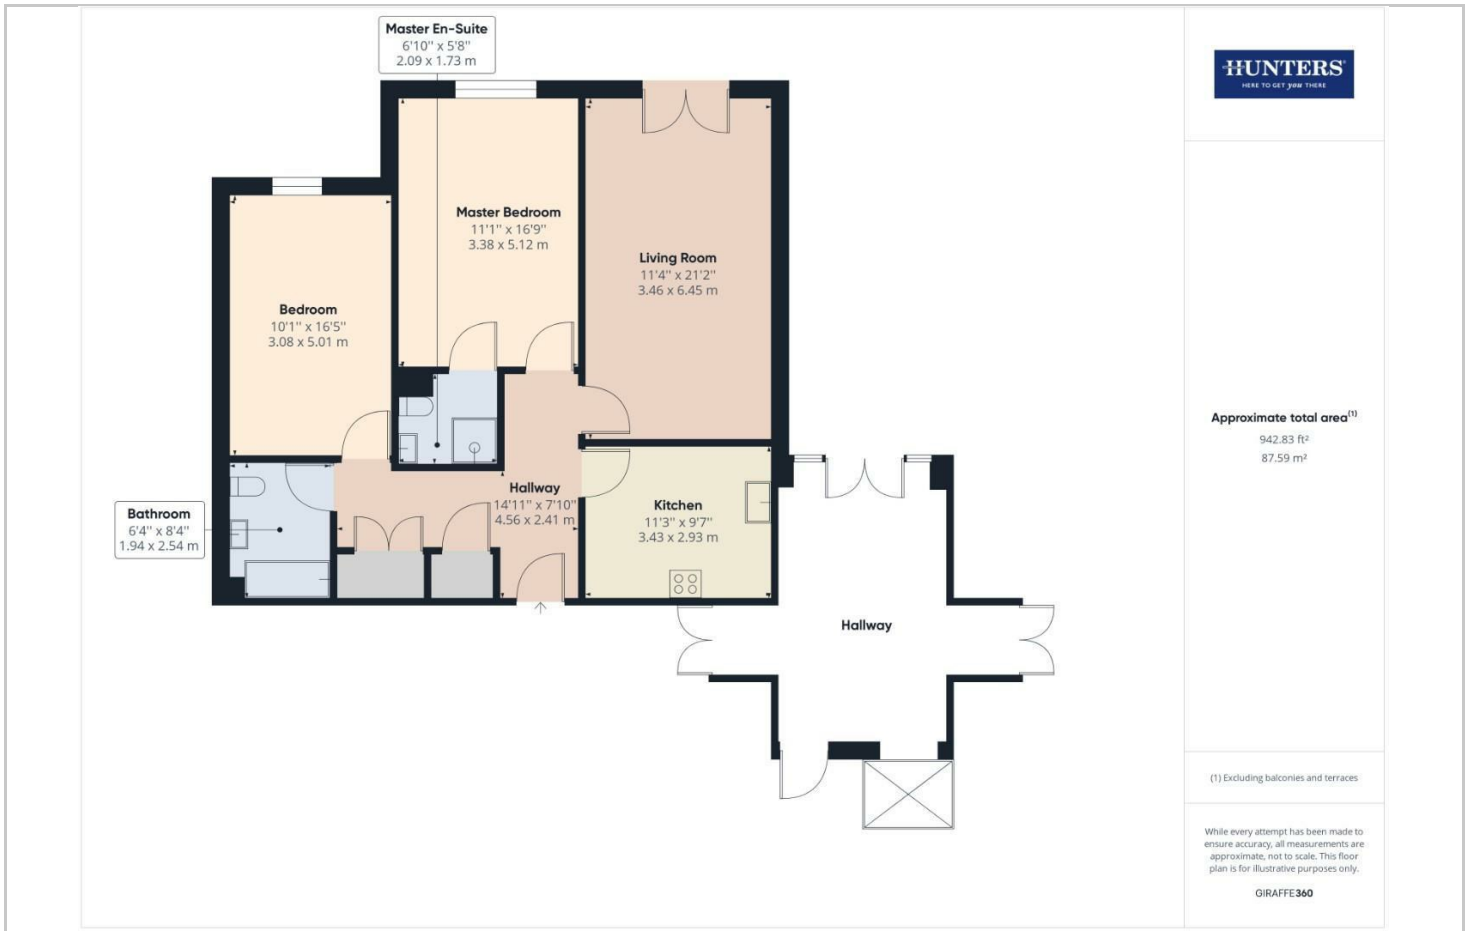 Master En-Suite
6'10'' x 5'8''
2.09 x 1.73 m
Master Bedroom
11'1'' x 16'9''
3.38 x 5.12 m
Living Room
11'4'' x 21'2''
3.46 x 6.45 m
Bedroom
10'1'' x 16'5''
3.08 x 5.01 m
Bathroom
6'4'' x 8'4''
1.94 x 2.54 m
Hallway
14'11'' x 7'10''
4.56 x 2.41 m
Kitchen
11'3'' x 9'7''
3.43 x 2.93 m
Hallway
HUNTERS
HERE TO GET you THERE
Approximate total area(1)
942.83 ft²
87.59 m²
(1) Excluding balconies and terraces
While every attempt has been made to
ensure accuracy, all measurements are
approximate, not to scale. This floor
plan is for illustrative purposes only.
GIRAFFE360